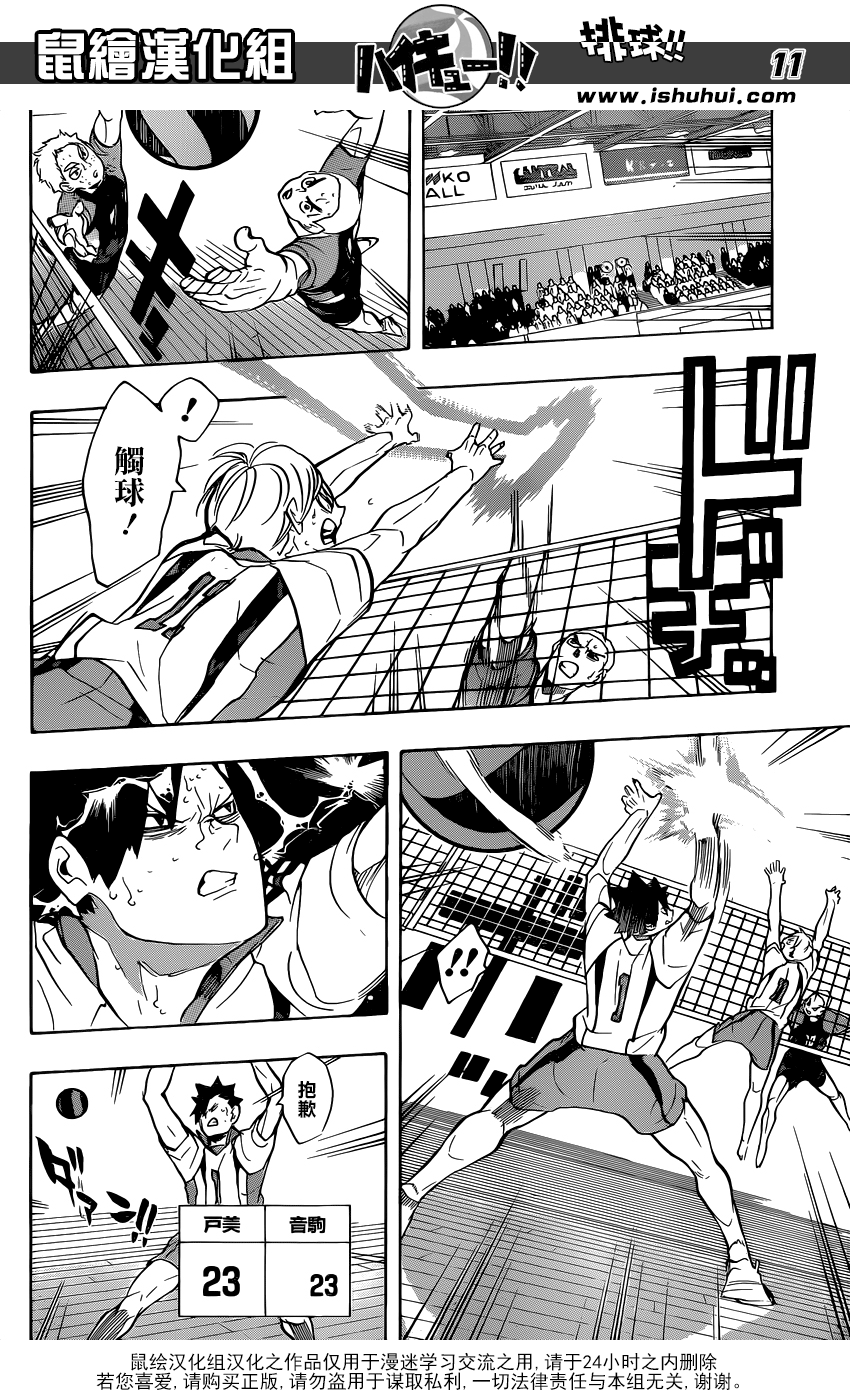 鼠繪漢化組
ハイキュー!!
排球!!
11
www.ishuhui.com
KO
ALL
!
觸球!
!!
抱歉
ダァン!!
戸美 音駒
23 23
鼠绘汉化组汉化之作品仅用于漫迷学习交流之用,请于24小时之内删除
若您喜爱,请购买正版,请勿盗用于谋取私利,一切法律责任与本组无关,谢谢。